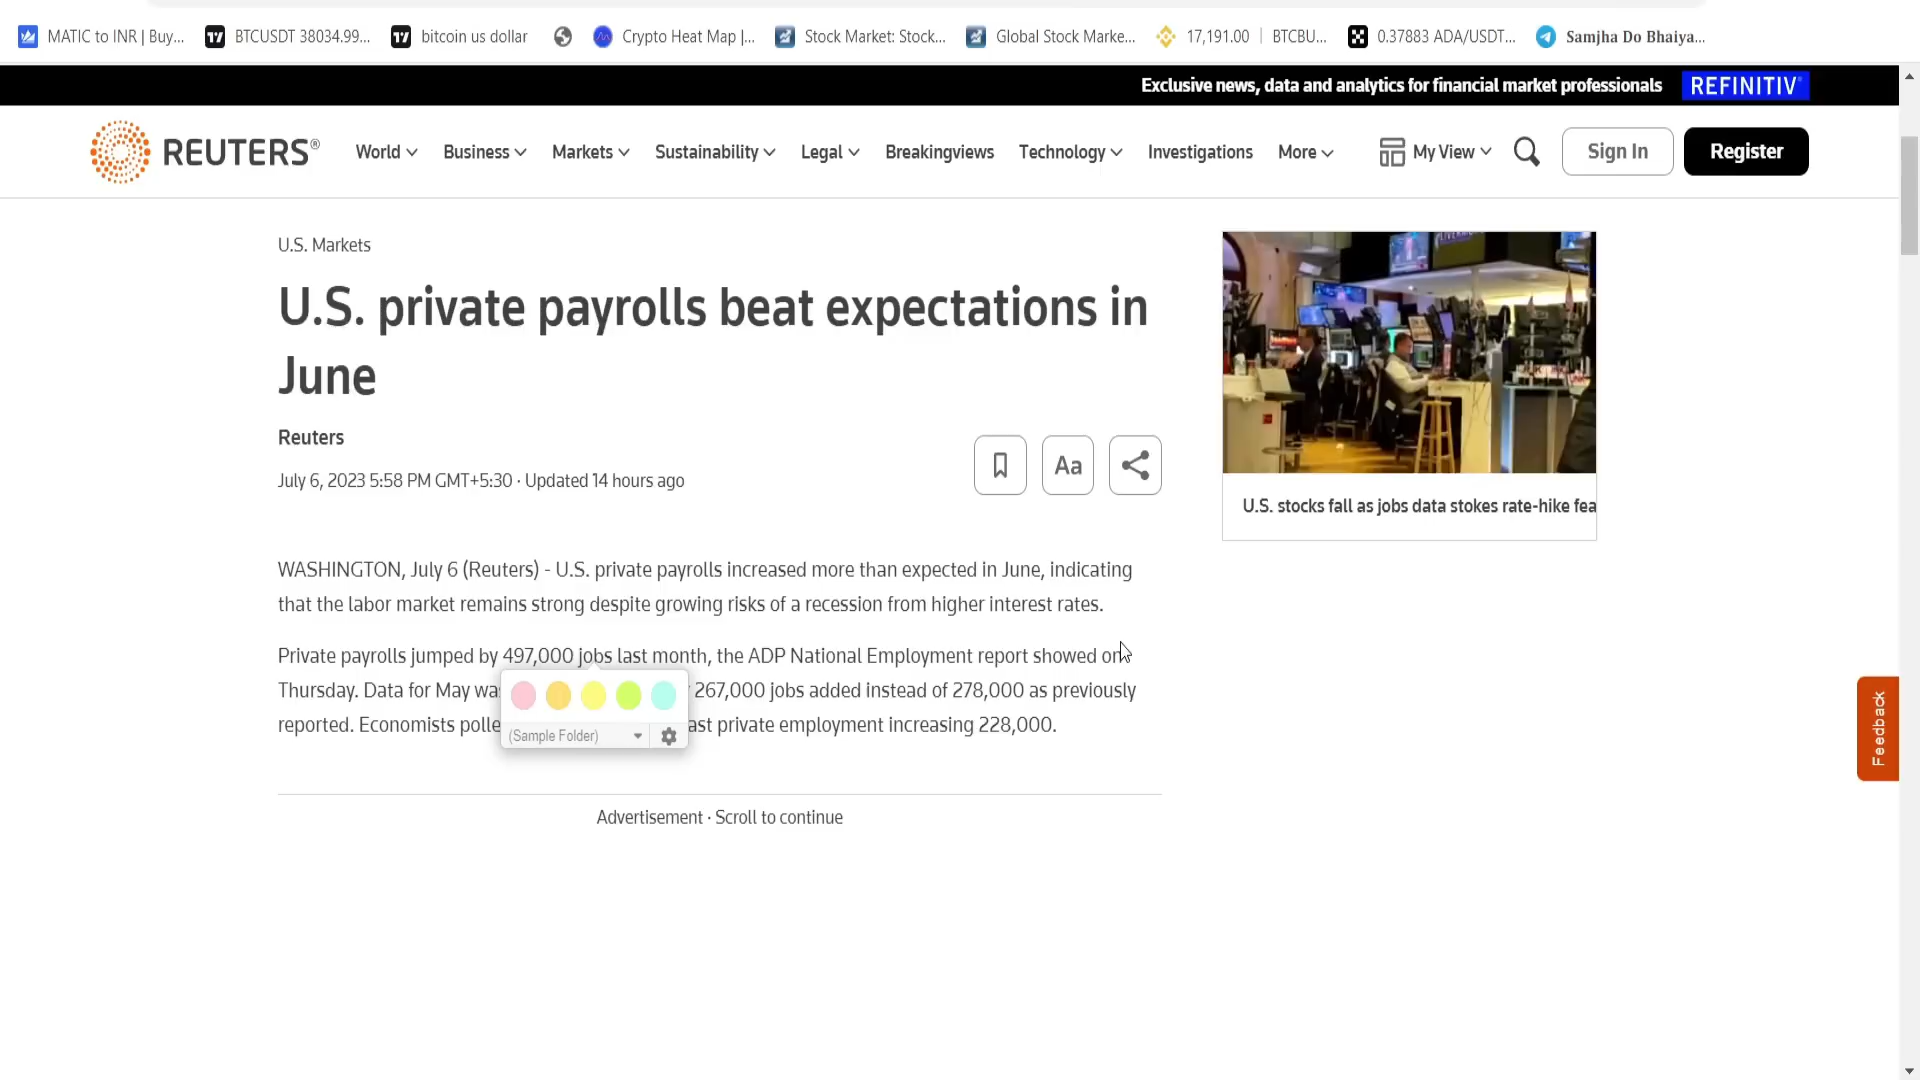 MATIC to INR | Buy... BTCUSDT 38034.99... bitcoin us dollar Crypto Heat Map |... Stock Market: Stock... Global Stock Marke... 17,191.00 | BTCBU... 0.37883 ADA/USDT... Samjha Do Bhaiya...
Exclusive news, data and analytics for financial market professionals REFINITIV
REUTERS® World Business Markets Sustainability Legal Breakingviews Technology Investigations More My View Sign In Register
U.S. Markets
U.S. private payrolls beat expectations in
June
Reuters
July 6, 2023 5:58 PM GMT+5:30 · Updated 14 hours ago
Aa
U.S. stocks fall as jobs data stokes rate-hike fea
WASHINGTON, July 6 (Reuters) - U.S. private payrolls increased more than expected in June, indicating
that the labor market remains strong despite growing risks of a recession from higher interest rates.
Private payrolls jumped by 497,000 jobs last month, the ADP National Employment report showed on
Thursday. Data for May was 267,000 jobs added instead of 278,000 as previously
reported. Economists polle ast private employment increasing 228,000.
(Sample Folder)
Feedback
Advertisement · Scroll to continue